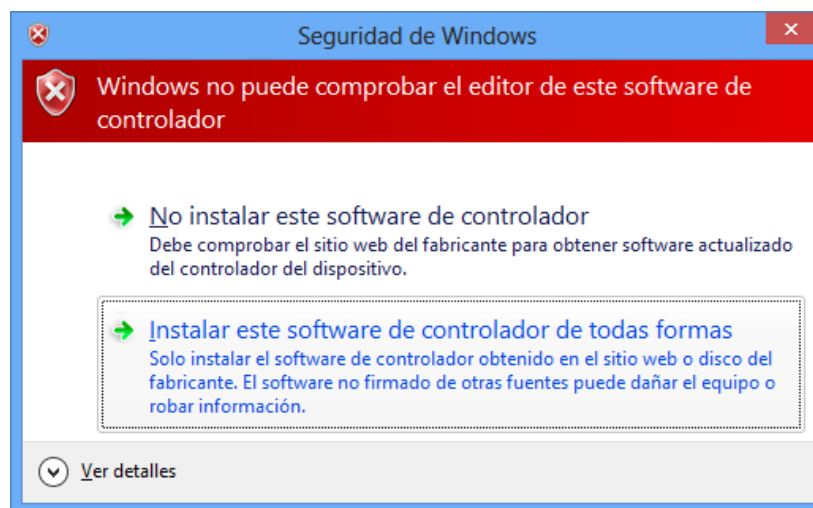 Seguridad de Windows
Windows no puede comprobar el editor de este software de
controlador
No instalar este software de controlador
Debe comprobar el sitio web del fabricante para obtener software actualizado
del controlador del dispositivo.
Instalar este software de controlador de todas formas
Solo instalar el software de controlador obtenido en el sitio web o disco del
fabricante. El software no firmado de otras fuentes puede dañar el equipo o
robar información.
Ver detalles